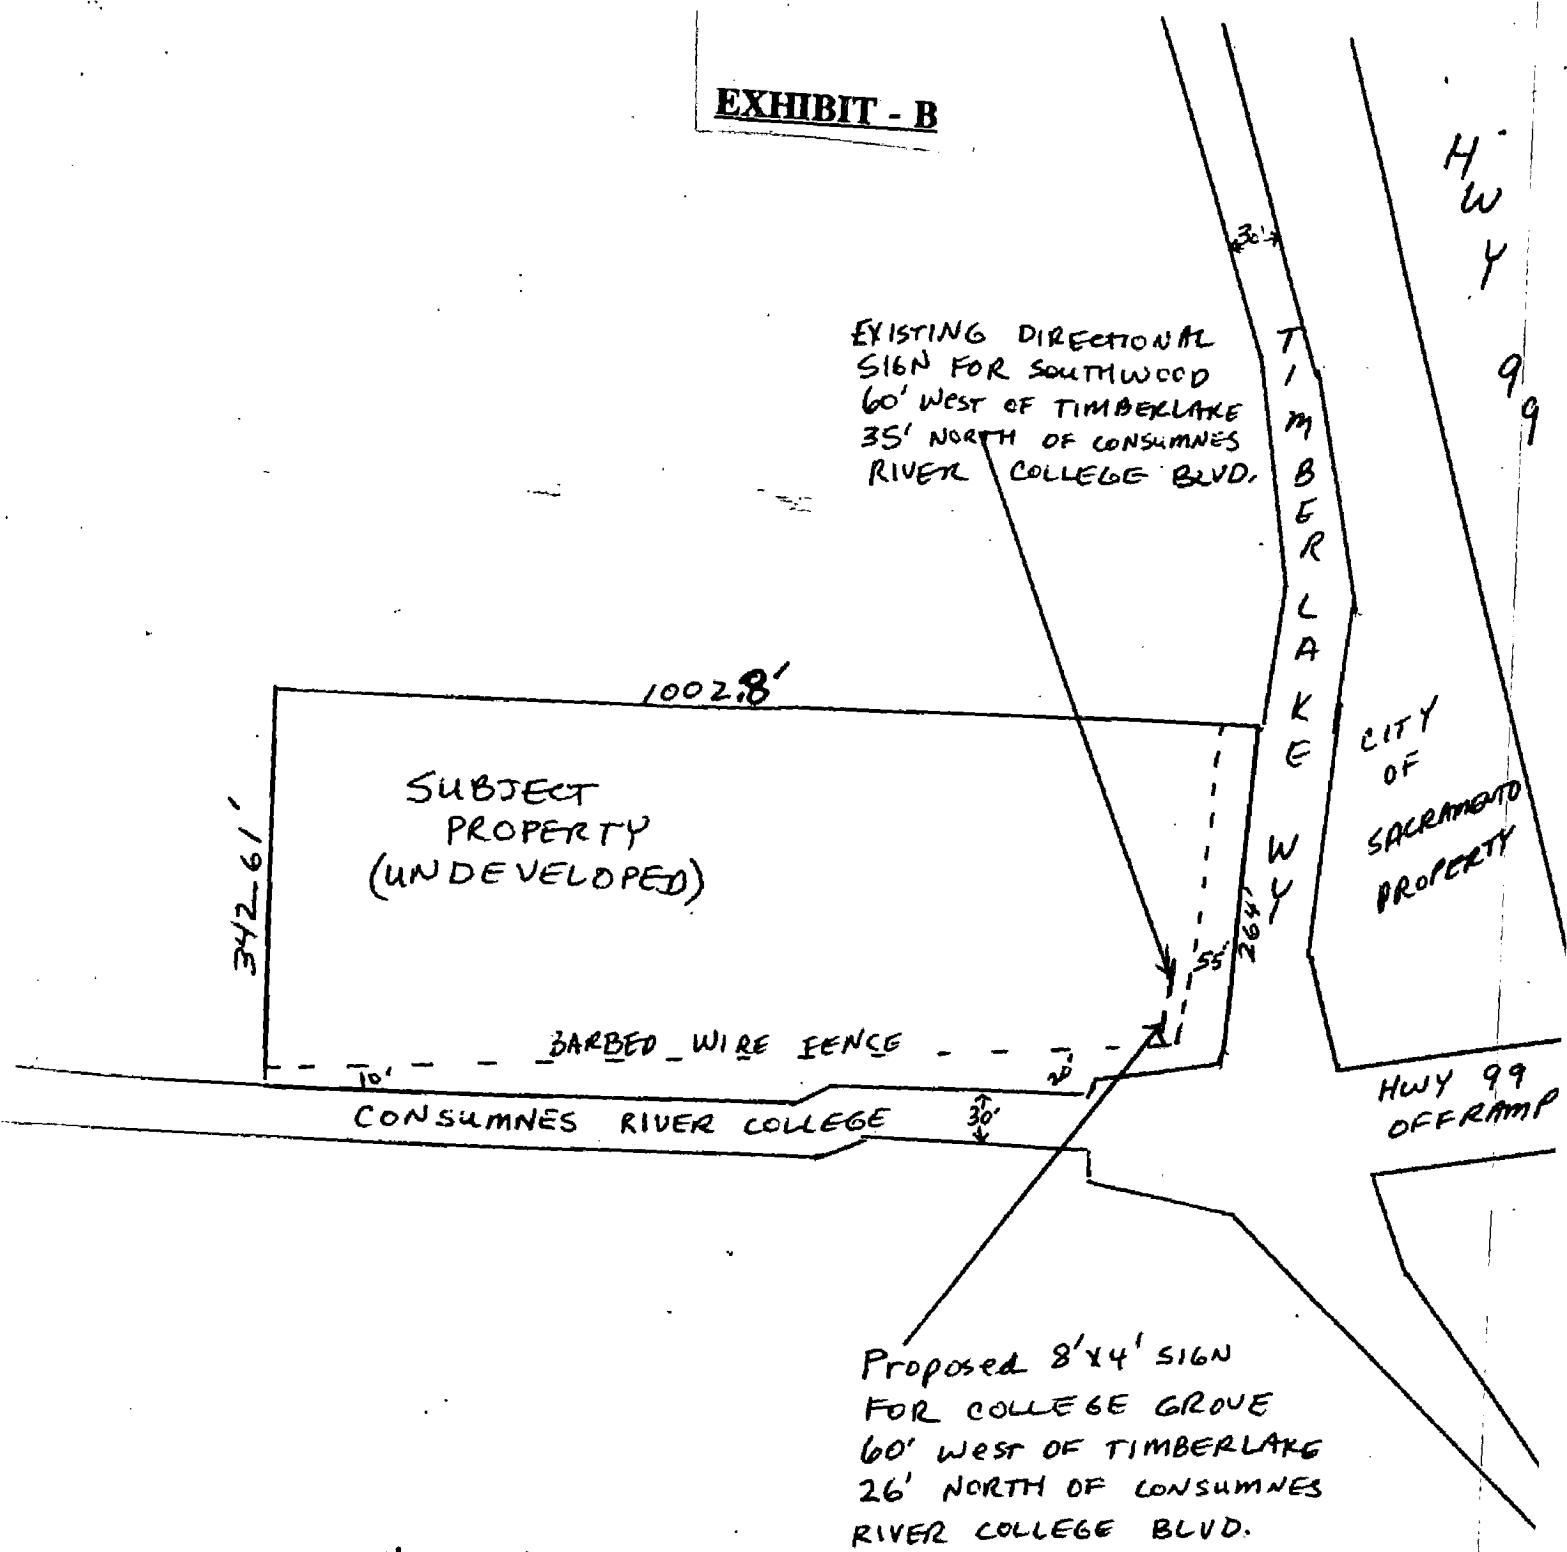 EXHIBIT - B
HWY 99
30'
EXISTING DIRECTIONAL
SIGN FOR SOUTHWOOD
60' WEST OF TIMBERLAKE
35' NORTH OF CONSUMNES
RIVER COLLEGE BLVD.
TIMBERLAKE WY
1002.8'
SUBJECT
PROPERTY
(UNDEVELOPED)
342-61'
CITY
OF
SACRAMENTO
PROPERTY
264'
55'
BARBED WIRE FENCE
10'
20'
CONSUMNES RIVER COLLEGE
30'
HWY 99
OFFRAMP
Proposed 8'x4' SIGN
FOR COLLEGE GROVE
60' WEST OF TIMBERLAKE
26' NORTH OF CONSUMNES
RIVER COLLEGE BLVD.